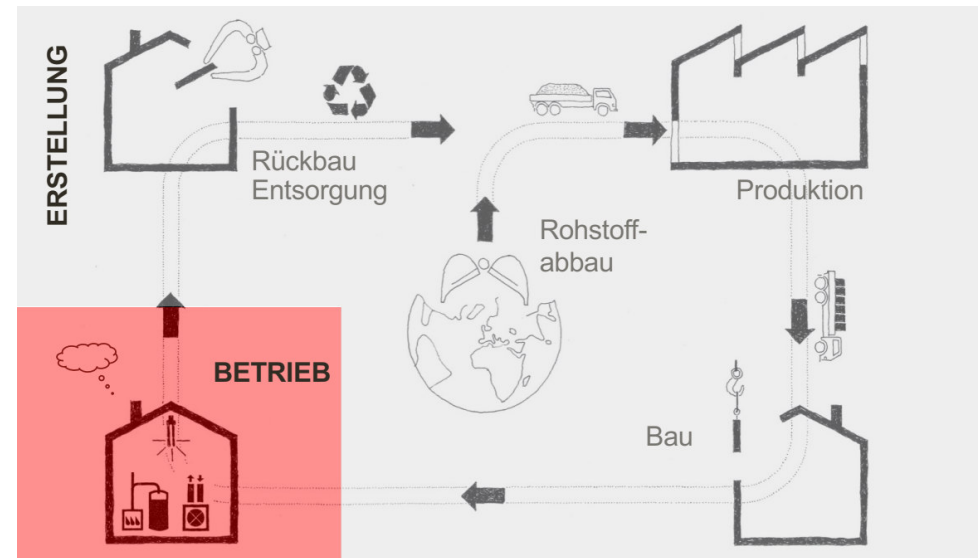 ERSTELLUNG
Rückbau
Entsorgung
Produktion
Rohstoff-
abbau
BETRIEB
Bau